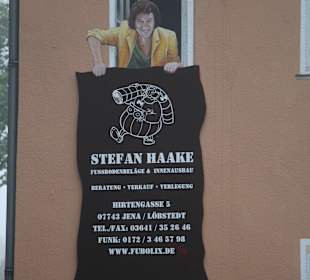 STEFAN HAAKE
FUSSBODENBELÄGE & INNENAUSBAU
BERATUNG · VERKAUF · VERLEGUNG
HIRTENGASSE 5
07743 JENA / LÖBSTEDT
TEL./FAX: 03641 / 35 26 46
FUNK: 0172 / 3 46 57 98
WWW.FUBOLIX.DE